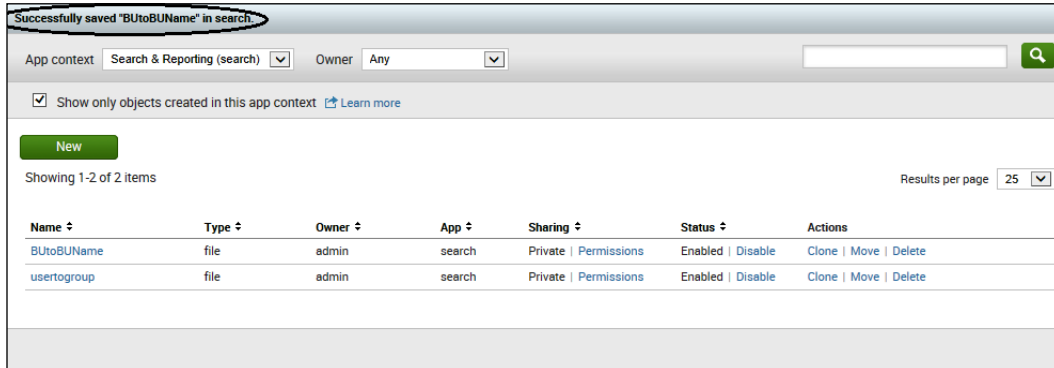 Successfully saved "BUtoBUName" in search.
App context Search & Reporting (search) Owner Any
Show only objects created in this app context Learn more
New
Showing 1-2 of 2 items
Results per page 25
Name Type Owner App Sharing Status Actions
BUtoBUName file admin search Private | Permissions Enabled | Disable Clone | Move | Delete
usertogroup file admin search Private | Permissions Enabled | Disable Clone | Move | Delete